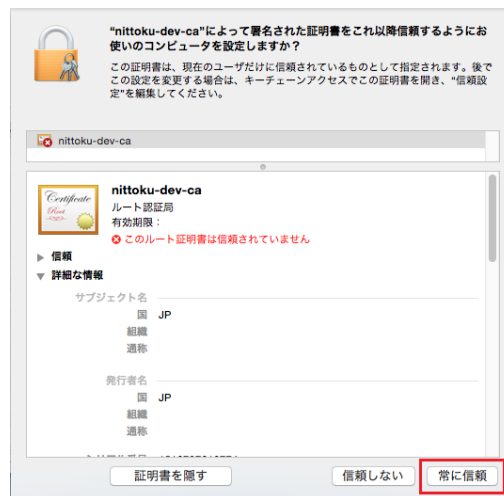 "nittoku-dev-ca"によって署名された証明書をこれ以降信頼するようにお
使いのコンピュータを設定しますか？
この証明書は、現在のユーザだけに信頼されているものとして指定されます。後で
この設定を変更する場合は、キーチェーンアクセスでこの証明書を開き、"信頼設
定"を編集してください。
nittoku-dev-ca
Certificate
Root
nittoku-dev-ca
ルート認証局
有効期限：
このルート証明書は信頼されていません
信頼
詳細な情報
サブジェクト名
国 JP
組織
通称
発行者名
国 JP
組織
通称
証明書を隠す
信頼しない
常に信頼